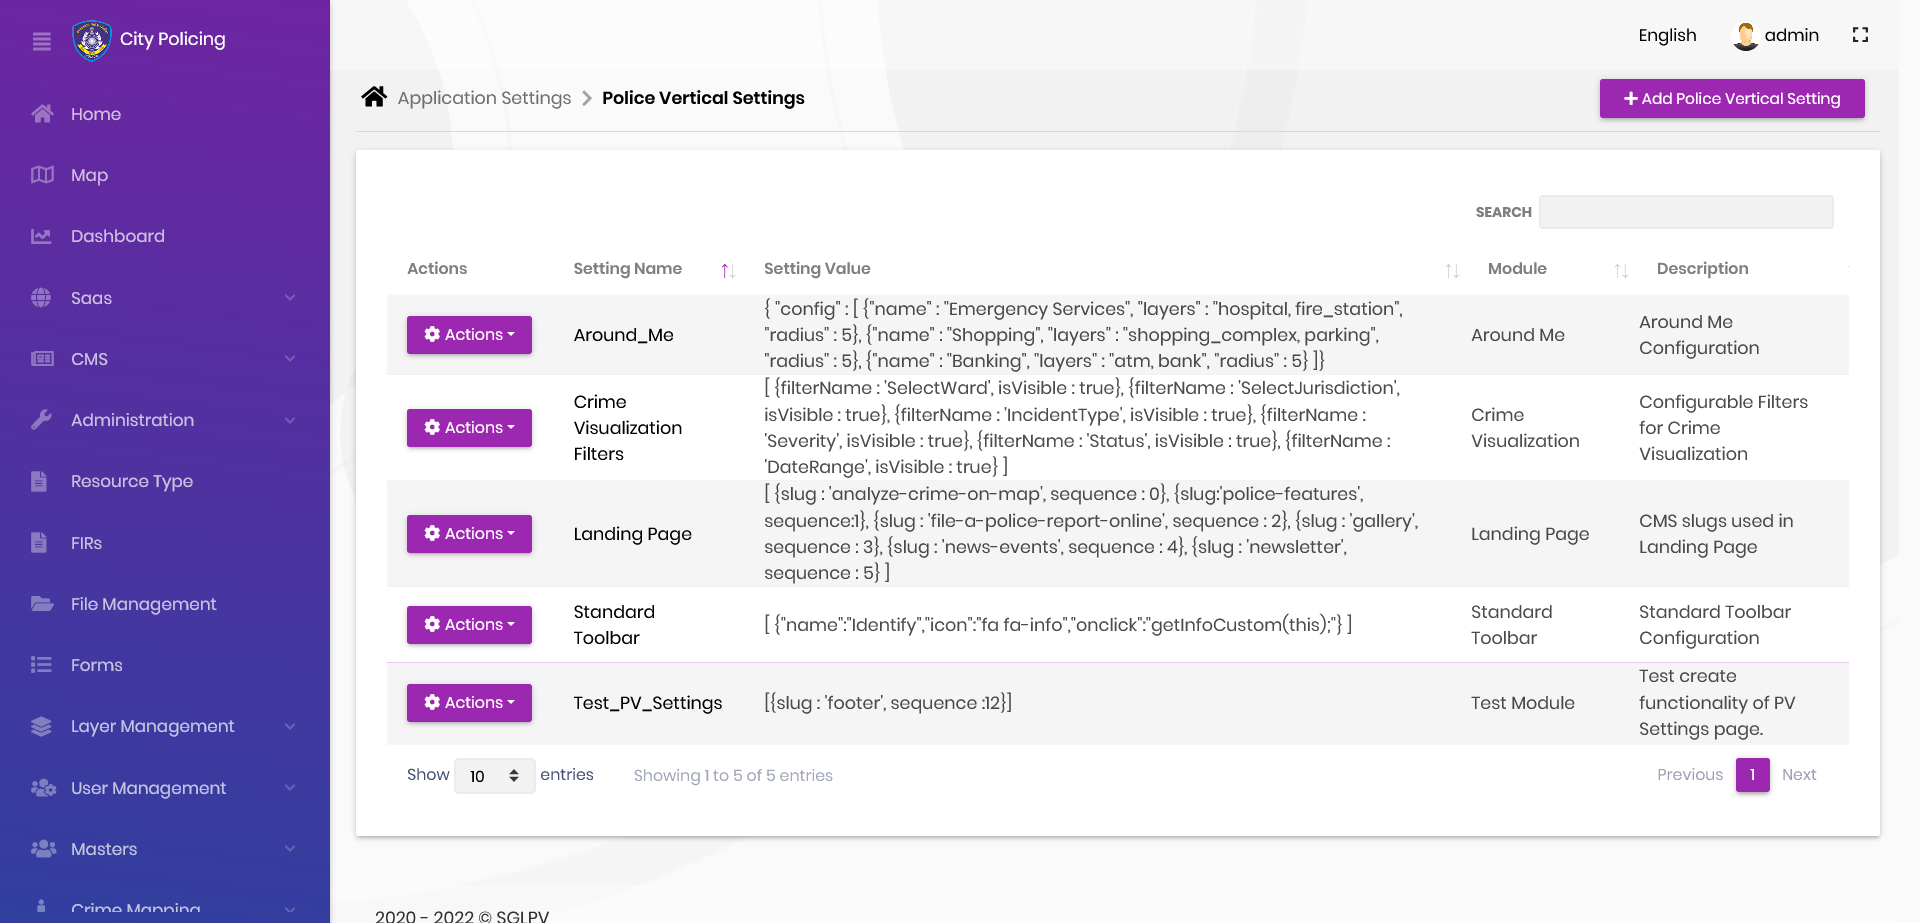 City Policing
English
admin
Home
Map
Dashboard
Saas
CMS
Administration
Resource Type
FIRs
File Management
Forms
Layer Management
User Management
Masters
Crime Mapping
Application Settings
Police Vertical Settings
Add Police Vertical Setting
SEARCH
Actions
Setting Name
Setting Value
Module
Description
Actions
Around_Me
{ "config" : [ {"name" : "Emergency Services", "layers" : "hospital, fire_station",
"radius" : 5}, {"name" : "Shopping", "layers" : "shopping_complex, parking",
"radius" : 5}, {"name" : "Banking", "layers" : "atm, bank", "radius" : 5} ]}
Around Me
Around Me
Configuration
Actions
Crime
Visualization
Filters
[ {filterName : 'SelectWard', isVisible : true}, {filterName : 'SelectJurisdiction',
isVisible : true}, {filterName : 'IncidentType', isVisible : true}, {filterName :
'Severity', isVisible : true}, {filterName : 'Status', isVisible : true}, {filterName :
'DateRange', isVisible : true} ]
Crime
Visualization
Configurable Filters
for Crime
Visualization
Actions
Landing Page
[ {slug : 'analyze-crime-on-map', sequence : 0}, {slug:'police-features',
sequence:1}, {slug : 'file-a-police-report-online', sequence : 2}, {slug : 'gallery',
sequence : 3}, {slug : 'news-events', sequence : 4}, {slug : 'newsletter',
sequence : 5} ]
Landing Page
CMS slugs used in
Landing Page
Actions
Standard
Toolbar
[ {"name":"Identify","icon":"fa fa-info","onclick":"getInfoCustom(this);"} ]
Standard
Toolbar
Standard Toolbar
Configuration
Actions
Test_PV_Settings
[{slug : 'footer', sequence :12}]
Test Module
Test create
functionality of PV
Settings page.
Show 10 entries
Showing 1 to 5 of 5 entries
Previous 1 Next
2020 - 2022 © SGLPV